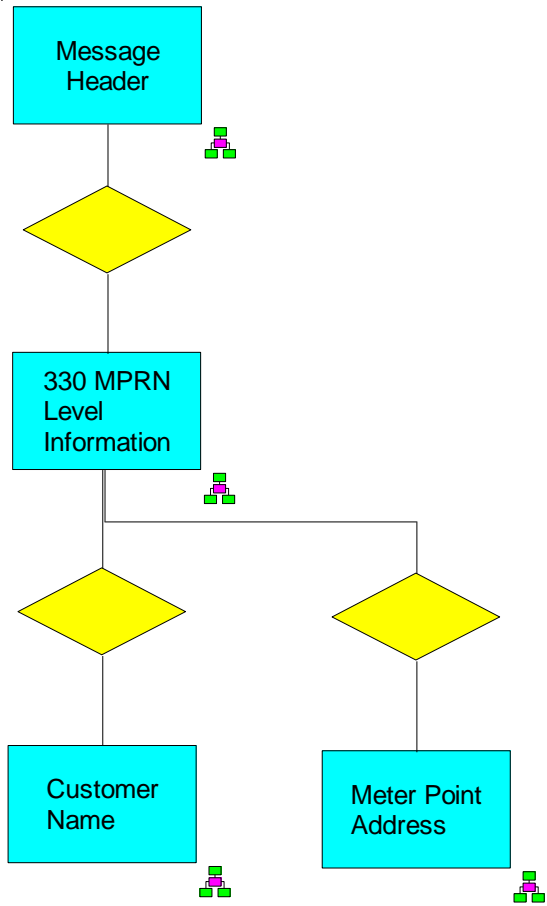 Message
Header
330 MPRN
Level
Information
Customer
Name
Meter Point
Address